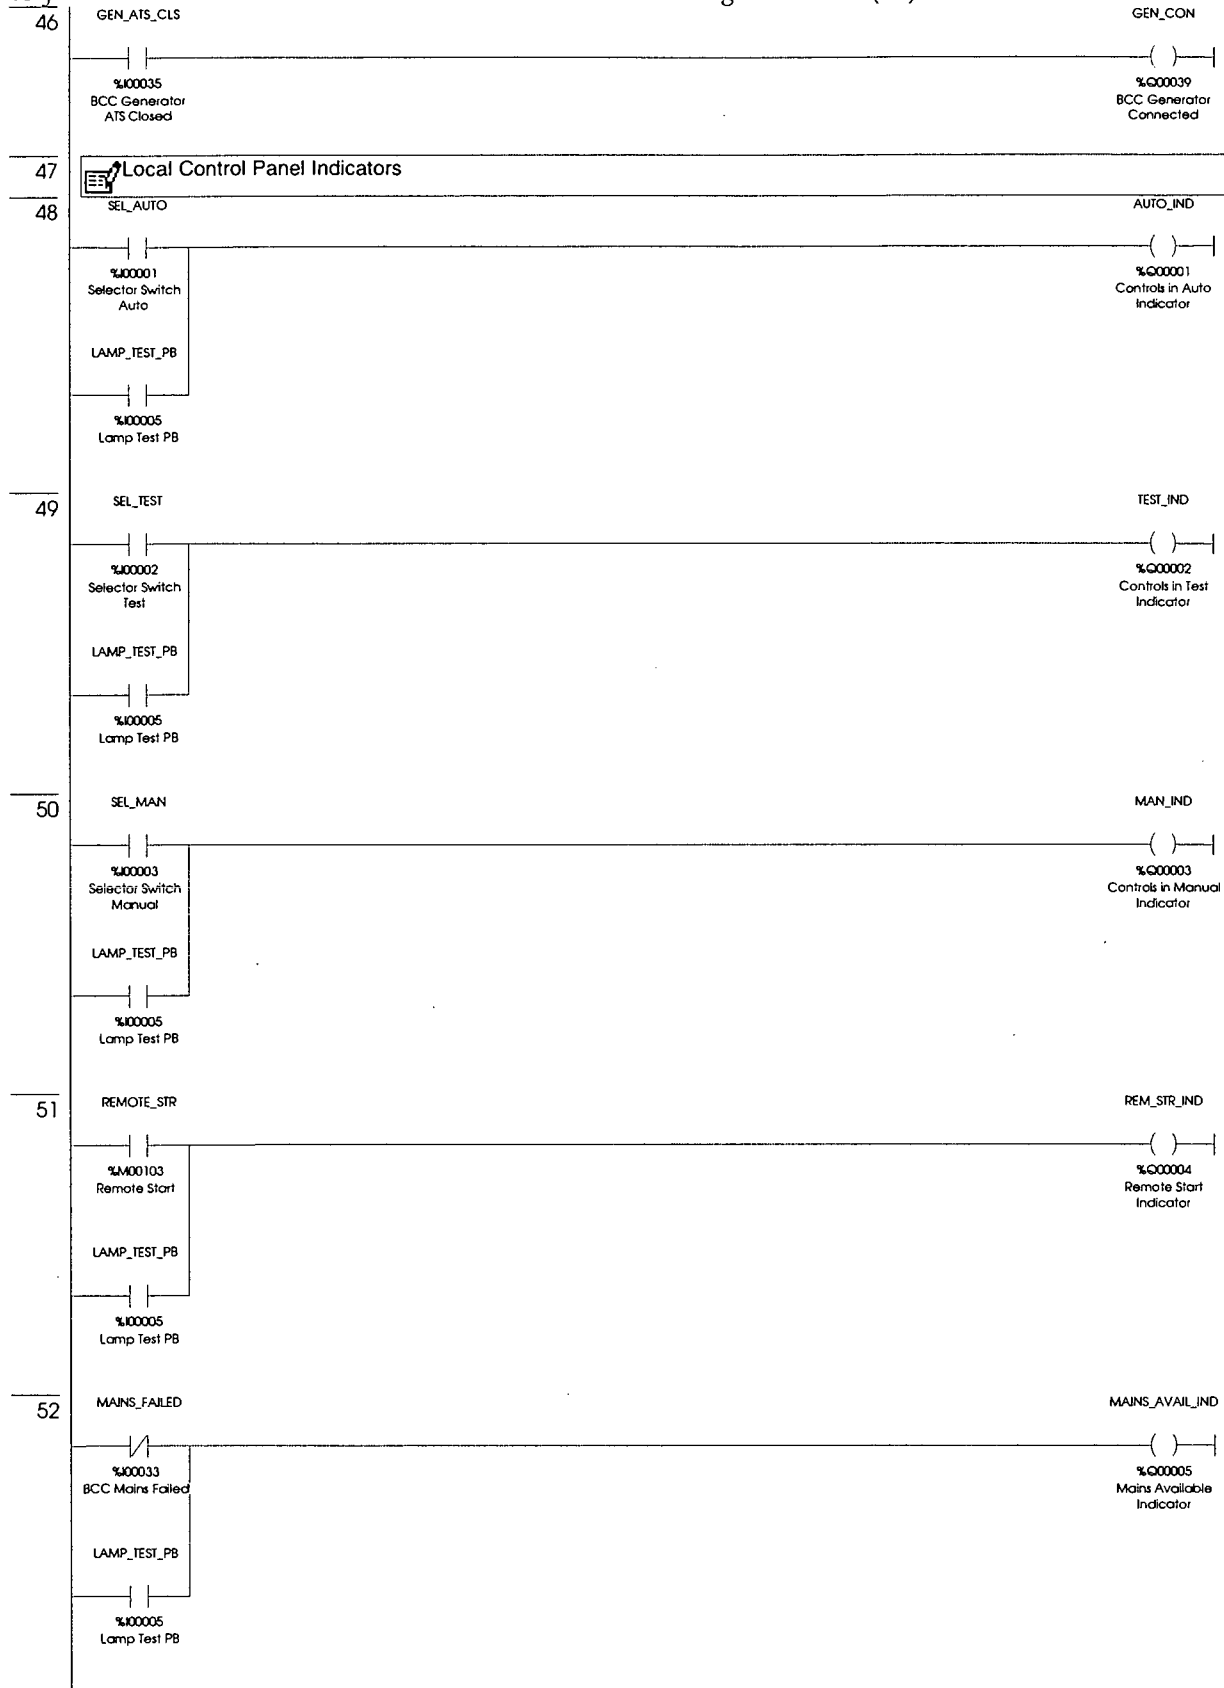 46
GEN_ATS_CLS
GEN_CON
%I00035
BCC Generator
ATS Closed
%Q00039
BCC Generator
Connected
47
Local Control Panel Indicators
48
SEL_AUTO
AUTO_IND
%I00001
Selector Switch
Auto
%Q00001
Controls in Auto
Indicator
LAMP_TEST_PB
%I00005
Lamp Test PB
49
SEL_TEST
TEST_IND
%I00002
Selector Switch
Test
%Q00002
Controls in Test
Indicator
LAMP_TEST_PB
%I00005
Lamp Test PB
50
SEL_MAN
MAN_IND
%I00003
Selector Switch
Manual
%Q00003
Controls in Manual
Indicator
LAMP_TEST_PB
%I00005
Lamp Test PB
51
REMOTE_STR
REM_STR_IND
%M00103
Remote Start
%Q00004
Remote Start
Indicator
LAMP_TEST_PB
%I00005
Lamp Test PB
52
MAINS_FAILED
MAINS_AVAIL_IND
%I00033
BCC Mains Failed
%Q00005
Mains Available
Indicator
LAMP_TEST_PB
%I00005
Lamp Test PB